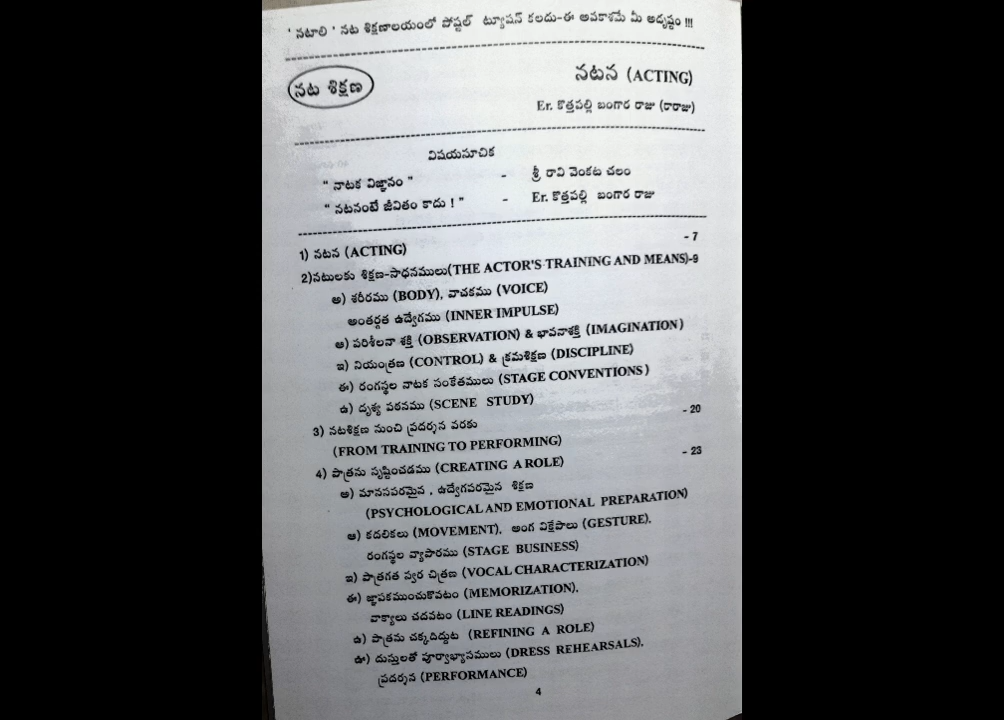 ' నటాలి ' నట శిక్షణాలయంలో పోస్టల్ ట్యూషన్ కలదు-ఈ అవకాశమే మీ అదృష్టం !!!
నట శిక్షణ
నటన (ACTING)
Er. కొత్తపల్లి బంగార రాజు (రారాజు)
విషయసూచిక
" నాటక విజ్ఞానం " - శ్రీ రావి వెంకట చలం
" నటనంటే జీవితం కాదు ! " - Er. కొత్తపల్లి బంగార రాజు
1) నటన (ACTING) - 7
2)నటులకు శిక్షణ-సాధనములు(THE ACTOR'S TRAINING AND MEANS)-9
అ) శరీరము (BODY), వాచకము (VOICE)
అంతర్గత ఉద్వేగము (INNER IMPULSE)
ఆ) పరిశీలనా శక్తి (OBSERVATION) & భావనాశక్తి (IMAGINATION)
ఇ) నియంత్రణ (CONTROL) & క్రమశిక్షణ (DISCIPLINE)
ఈ) రంగస్థల నాటక సంకేతములు (STAGE CONVENTIONS)
ఉ) దృశ్య పఠనము (SCENE STUDY)
3) నటశిక్షణ నుంచి ప్రదర్శన వరకు - 20
(FROM TRAINING TO PERFORMING)
4) పాత్రను సృష్టించడము (CREATING A ROLE) - 23
అ) మానసపరమైన , ఉద్వేగపరమైన శిక్షణ
(PSYCHOLOGICAL AND EMOTIONAL PREPARATION)
ఆ) కదలికలు (MOVEMENT), అంగ విక్షేపాలు (GESTURE),
రంగస్థల వ్యాపారము (STAGE BUSINESS)
ఇ) పాత్రగత స్వర చిత్రణ (VOCAL CHARACTERIZATION)
ఈ) జ్ఞాపకముంచుకొవటం (MEMORIZATION),
వాక్యాలు చదవటం (LINE READINGS)
ఉ) పాత్రను చక్కదిద్దుట (REFINING A ROLE)
ఊ) దుస్తులతో పూర్వాభ్యాసములు (DRESS REHEARSALS),
ప్రదర్శన (PERFORMANCE)
4